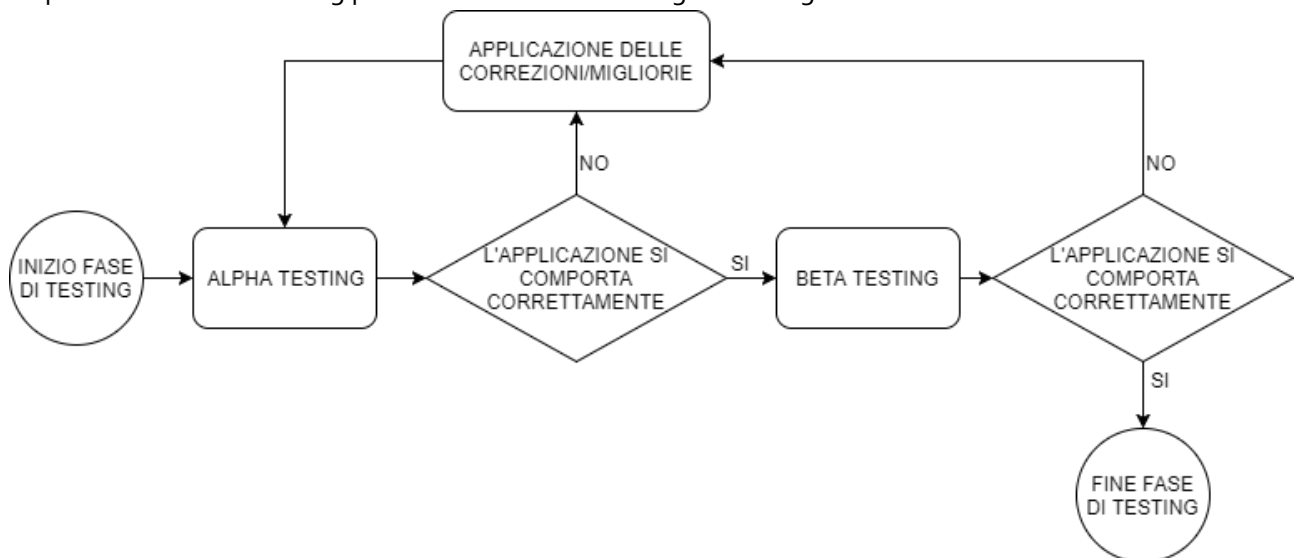 APPLICAZIONE DELLE
CORREZIONI/MIGLIORIE
NO
NO
INIZIO FASE
DI TESTING
ALPHA TESTING
L'APPLICAZIONE SI
COMPORTA
CORRETTAMENTE
SI
BETA TESTING
L'APPLICAZIONE SI
COMPORTA
CORRETTAMENTE
SI
FINE FASE
DI TESTING